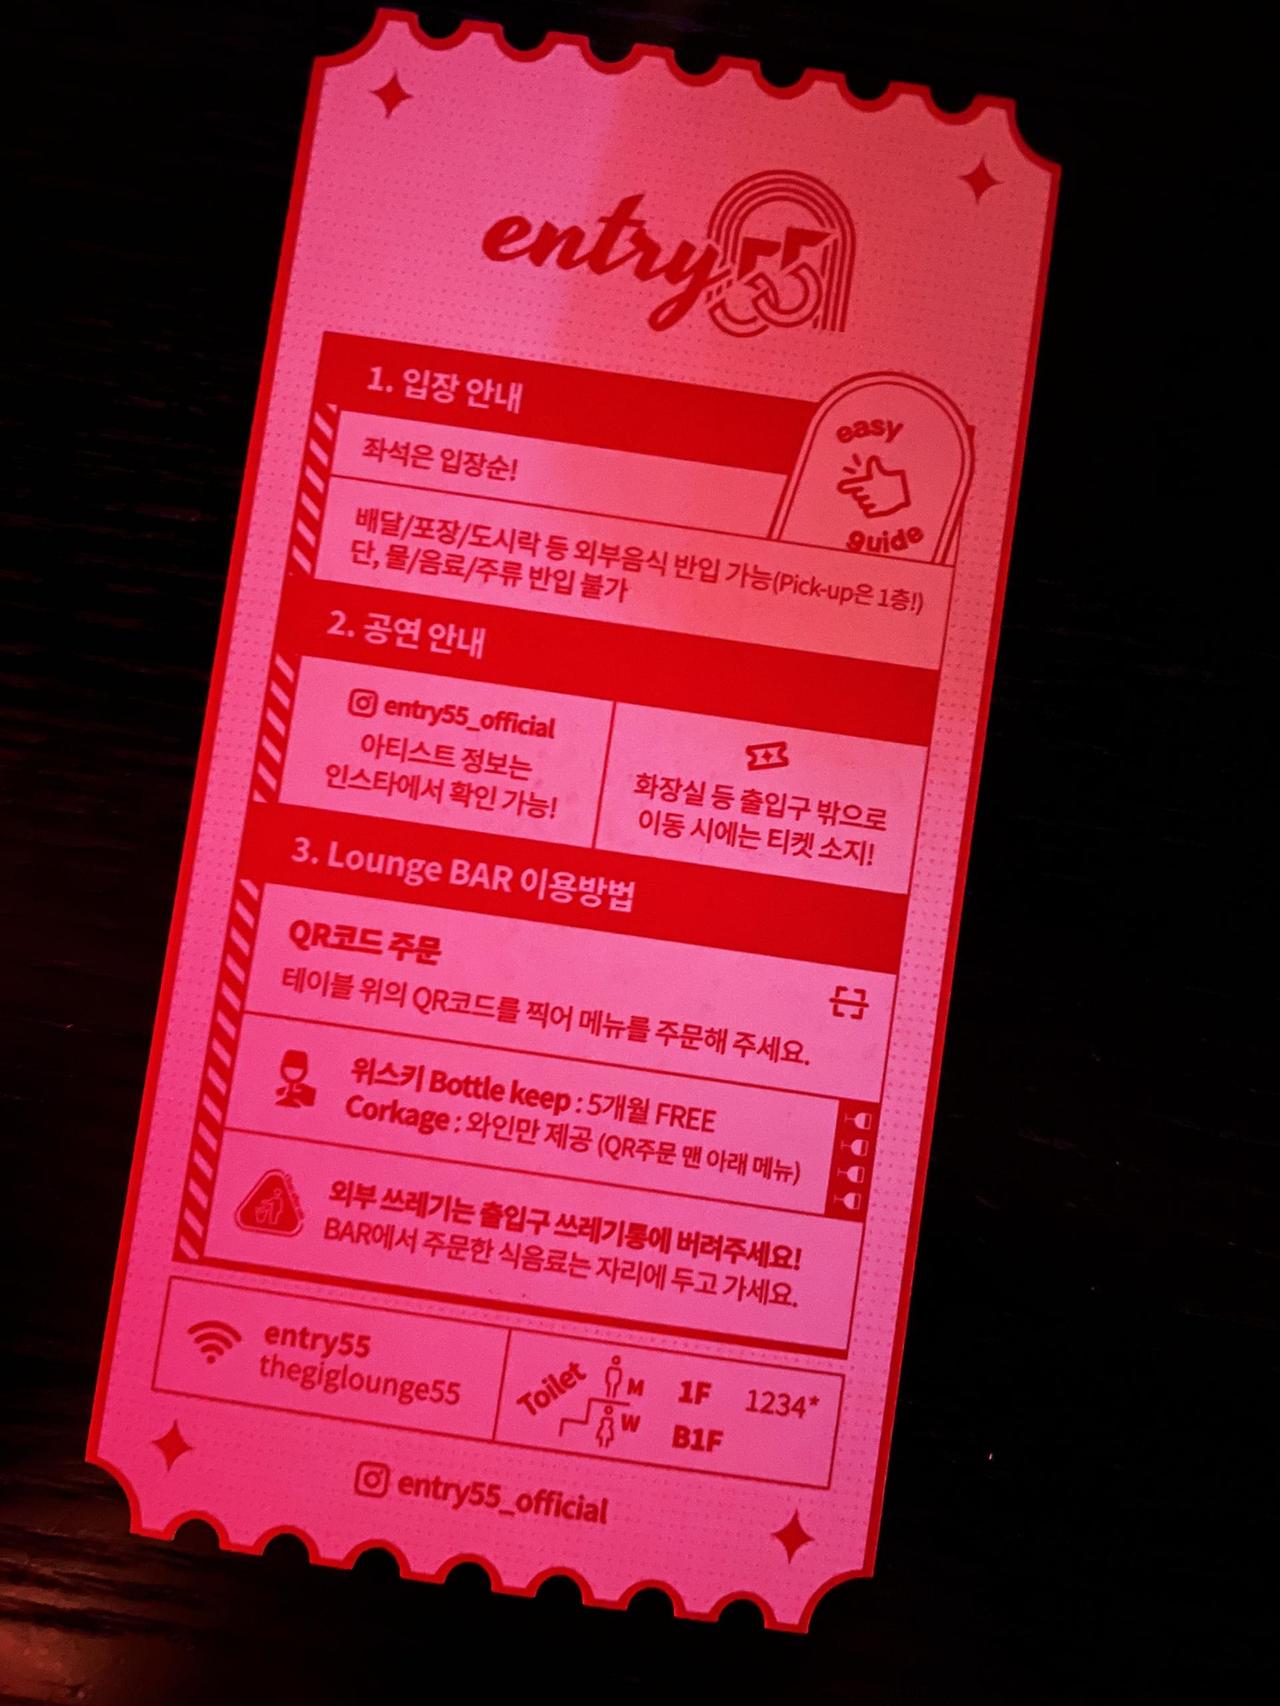 entry55
1. 입장 안내
easy
guide
좌석은 입장순!
배달/포장/도시락 등 외부음식 반입 가능(Pick-up은 1층!)
단, 물/음료/주류 반입 불가
2. 공연 안내
entry55_official
아티스트 정보는
인스타에서 확인 가능!
화장실 등 출입구 밖으로
이동 시에는 티켓 소지!
3. Lounge BAR 이용방법
QR코드 주문
테이블 위의 QR코드를 찍어 메뉴를 주문해 주세요.
위스키 Bottle keep : 5개월 FREE
Corkage : 와인만 제공 (QR주문 맨 아래 메뉴)
외부 쓰레기는 출입구 쓰레기통에 버려주세요!
BAR에서 주문한 식음료는 자리에 두고 가세요.
entry55
thegiglounge55
Toilet
M 1F 1234*
W B1F
entry55_official